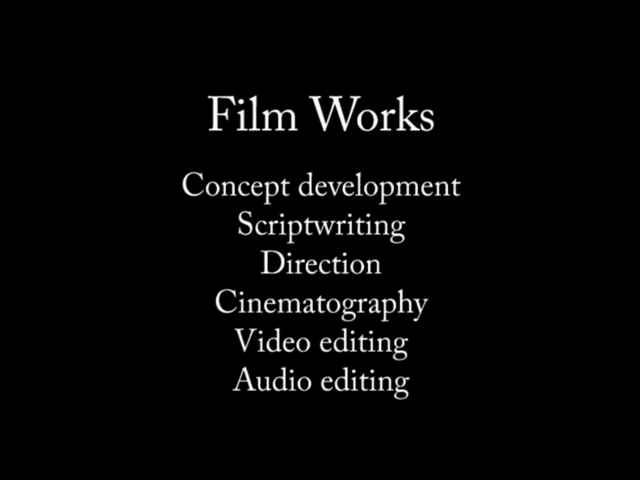 Film Works
Concept development
Scriptwriting
Direction
Cinematography
Video editing
Audio editing